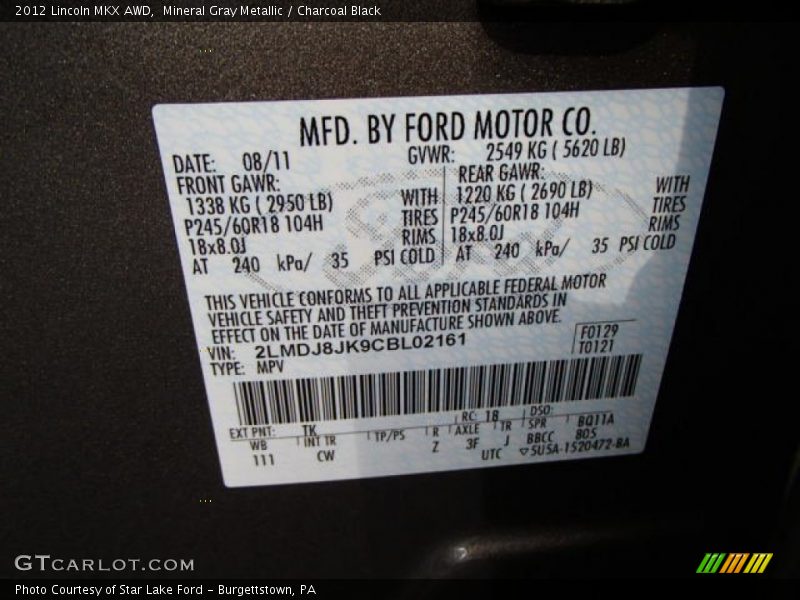 2012 Lincoln MKX AWD,  Mineral Gray Metallic / Charcoal Black
MFD. BY FORD MOTOR CO.
DATE: 08/11 GVWR: 2549 KG ( 5620 LB)
FRONT GAWR: REAR GAWR:
1338 KG ( 2950 LB) WITH 1220 KG ( 2690 LB) WITH
P245/60R18 104H TIRES P245/60R18 104H TIRES
18x8.0J RIMS 18x8.0J RIMS
AT 240 kPa/ 35 PSI COLD AT 240 kPa/ 35 PSI COLD
THIS VEHICLE CONFORMS TO ALL APPLICABLE FEDERAL MOTOR
VEHICLE SAFETY AND THEFT PREVENTION STANDARDS IN
EFFECT ON THE DATE OF MANUFACTURE SHOWN ABOVE.
VIN: 2LMDJ8JK9CBL02161 F0129
TYPE: MPV T0121
EXT PNT: TK RC: 18 DSO:
WB INT TR TP/PS R AXLE TR SPR BQ11A
111 CW Z 3F J BBCC 805
UTC 5U5A-1520472-BA
GTCARLOT.COM
Photo Courtesy of Star Lake Ford - Burgettstown, PA